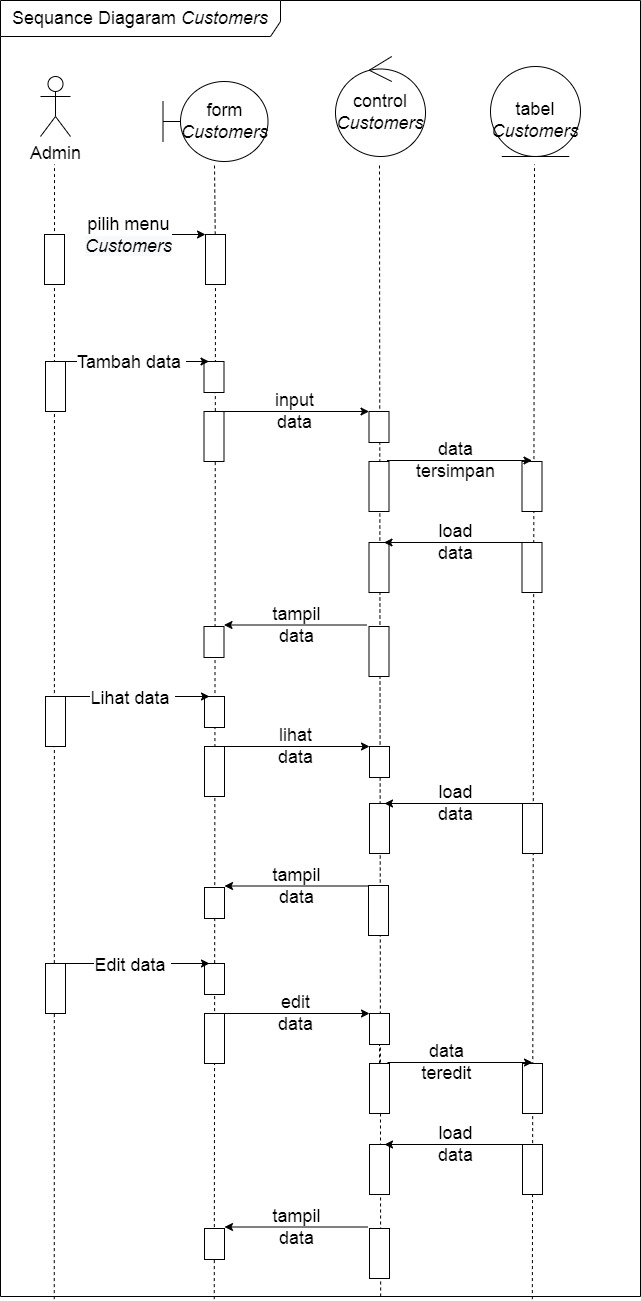 Sequance Diagaram Customers
Admin
form
Customers
control
Customers
tabel
Customers
pilih menu
Customers
Tambah data
input
data
data
tersimpan
load
data
tampil
data
Lihat data
lihat
data
load
data
tampil
data
Edit data
edit
data
data
teredit
load
data
tampil
data